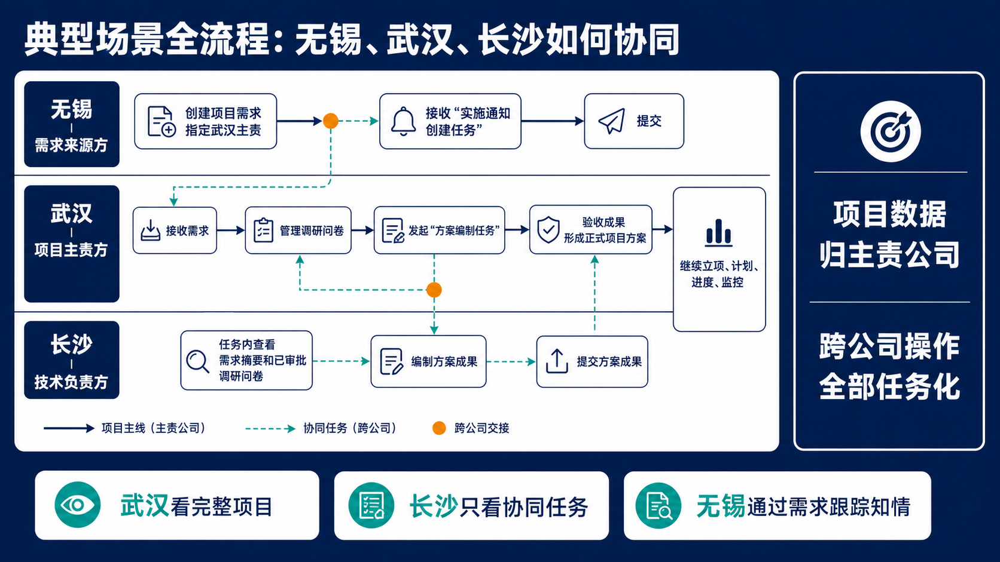 典型场景全流程：无锡、武汉、长沙如何协同
无锡
需求来源方
创建项目需求
指定武汉主责
接收“实施通知
创建任务”
提交
武汉
项目主责方
接收需求
管理调研问卷
发起“方案编制任务”
验收成果
形成正式项目方案
继续立项、计划、
进度、监控
长沙
技术负责方
任务内查看
需求摘要和已审批
调研问卷
编制方案成果
提交方案成果
项目主线（主责公司）
协同任务（跨公司）
跨公司交接
项目数据
归主责公司
跨公司操作
全部任务化
武汉看完整项目
长沙只看协同任务
无锡通过需求跟踪知情